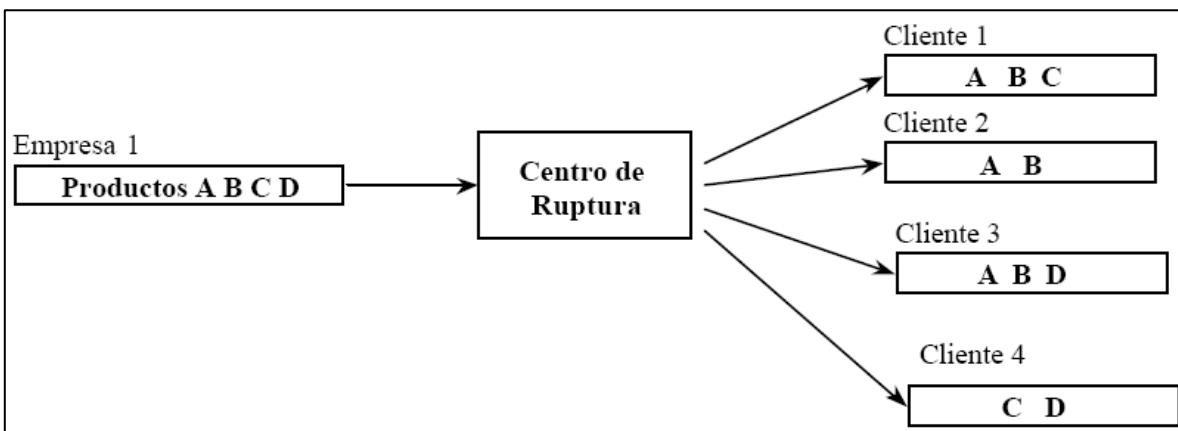 Empresa 1
Productos A B C D
Centro de
Ruptura
Cliente 1
A B C
Cliente 2
A B
Cliente 3
A B D
Cliente 4
C D